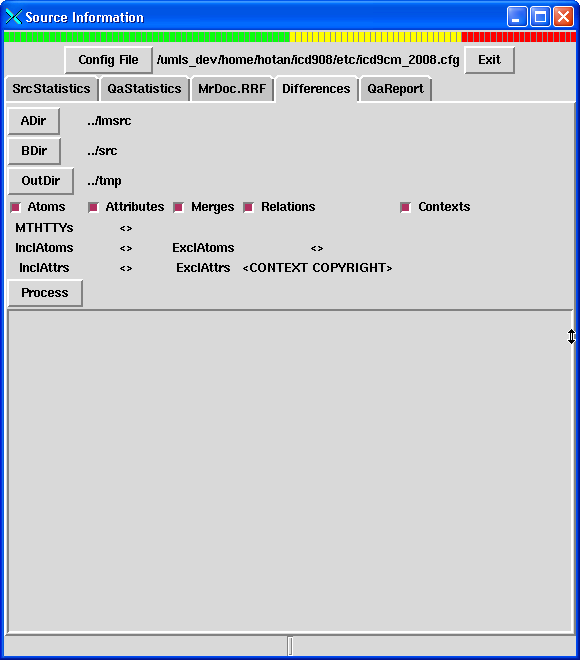 Source Information
Config File /umls_dev/home/hotan/icd908/etc/icd9cm_2008.cfg Exit
SrcStatistics QaStatistics MrDoc.RRF Differences QaReport
ADir ../lmsrc
BDir ../src
OutDir ../tmp
Atoms Attributes Merges Relations Contexts
MTHTTYs <>
InclAtoms <> ExclAtoms <>
InclAttrs <> ExclAttrs <CONTEXT COPYRIGHT>
Process